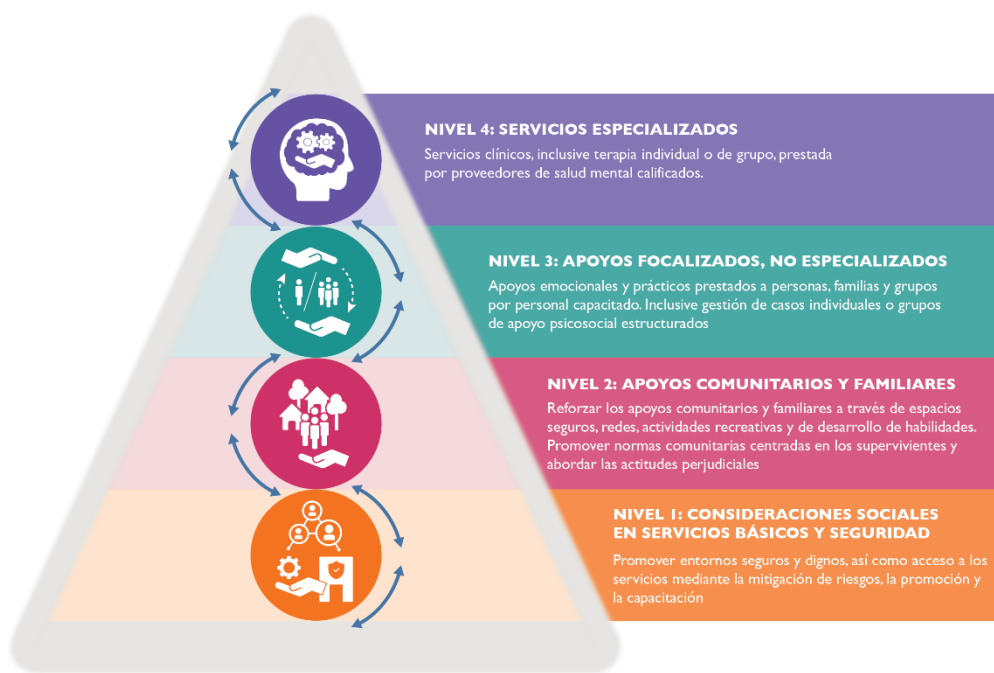 NIVEL 4: SERVICIOS ESPECIALIZADOS
Servicios clínicos, inclusive terapia individual o de grupo, prestada
por proveedores de salud mental calificados.
NIVEL 3: APOYOS FOCALIZADOS, NO ESPECIALIZADOS
Apoyos emocionales y prácticos prestados a personas, familias y grupos
por personal capacitado. Inclusive gestión de casos individuales o grupos
de apoyo psicosocial estructurados
NIVEL 2: APOYOS COMUNITARIOS Y FAMILIARES
Reforzar los apoyos comunitarios y familiares a través de espacios
seguros, redes, actividades recreativas y de desarrollo de habilidades.
Promover normas comunitarias centradas en los supervivientes y
abordar las actitudes perjudiciales
NIVEL 1: CONSIDERACIONES SOCIALES
EN SERVICIOS BÁSICOS Y SEGURIDAD
Promover entornos seguros y dignos, así como acceso a los
servicios mediante la mitigación de riesgos, la promoción y
la capacitación